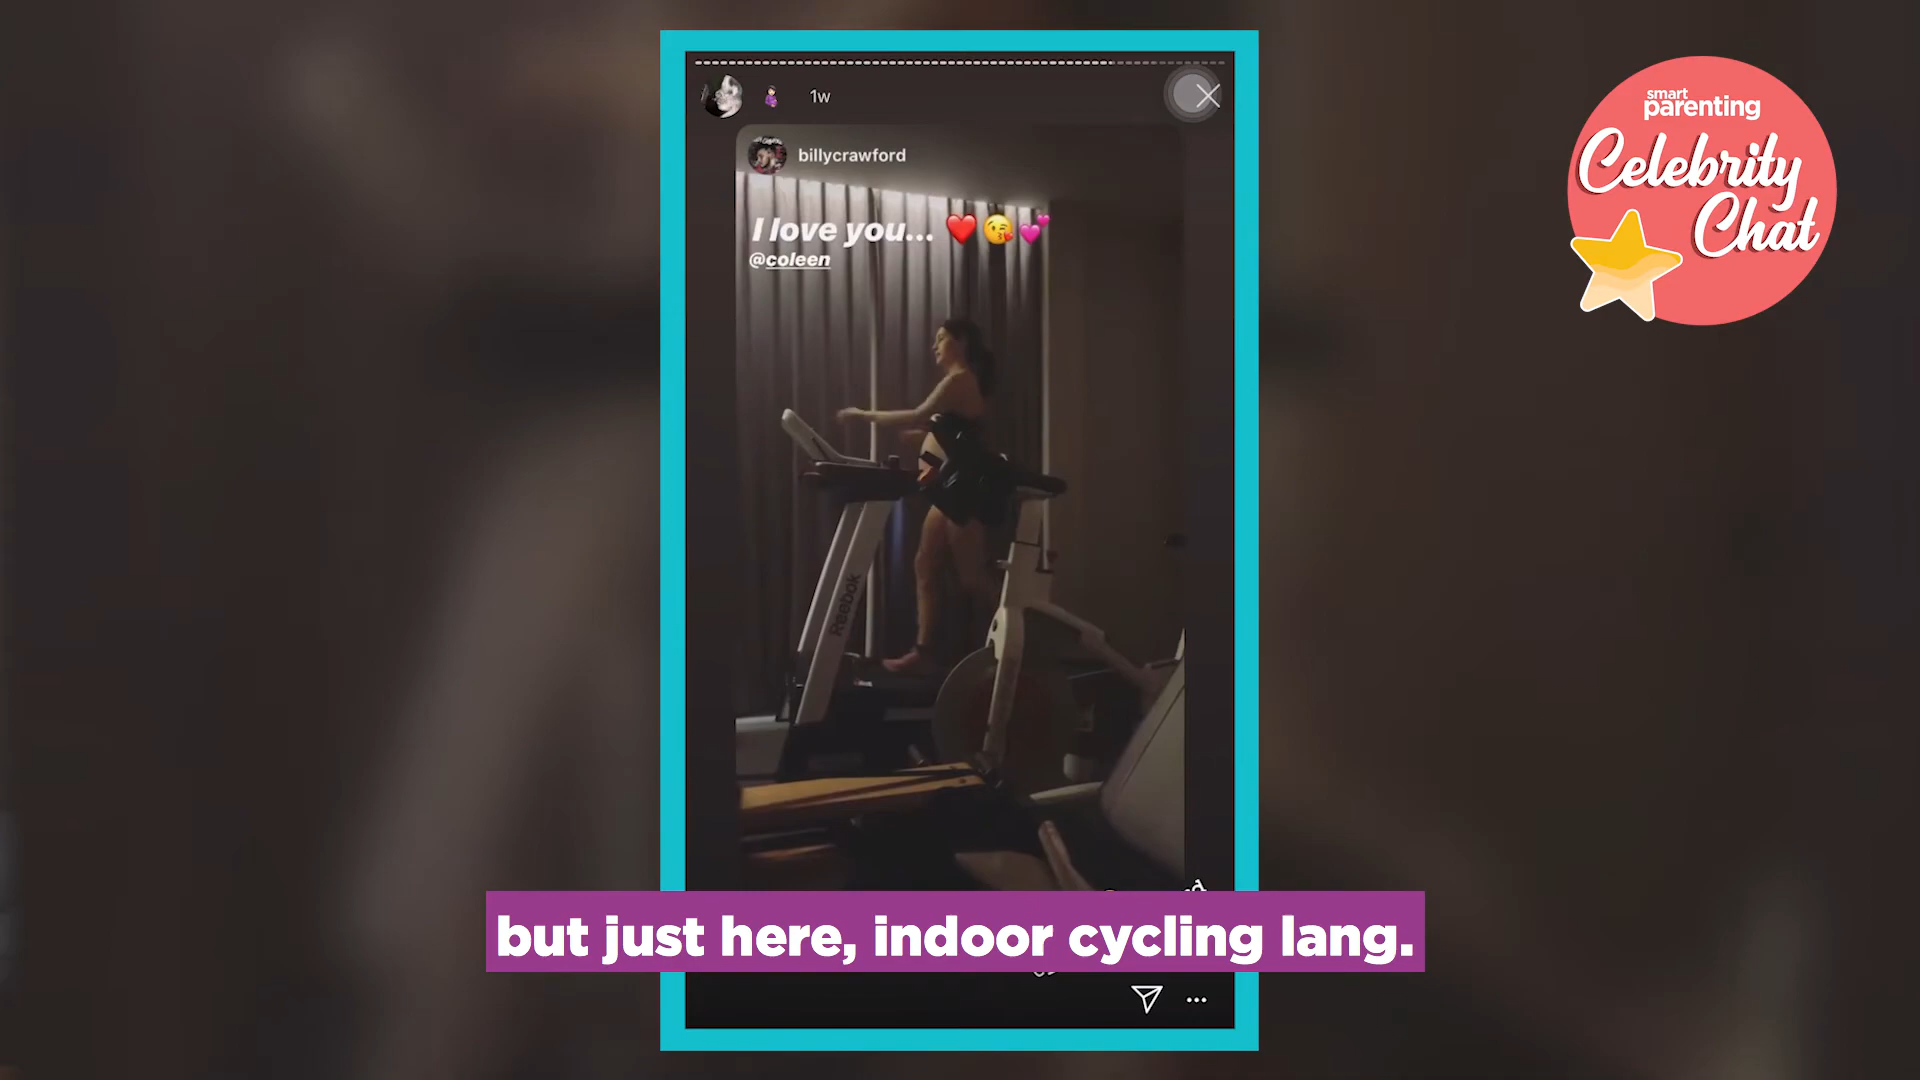 1w
billycrawford
I love you... ❤️😘💕
@coleen
Reebok
smart
parenting
Celebrity
Chat
but just here, indoor cycling lang.